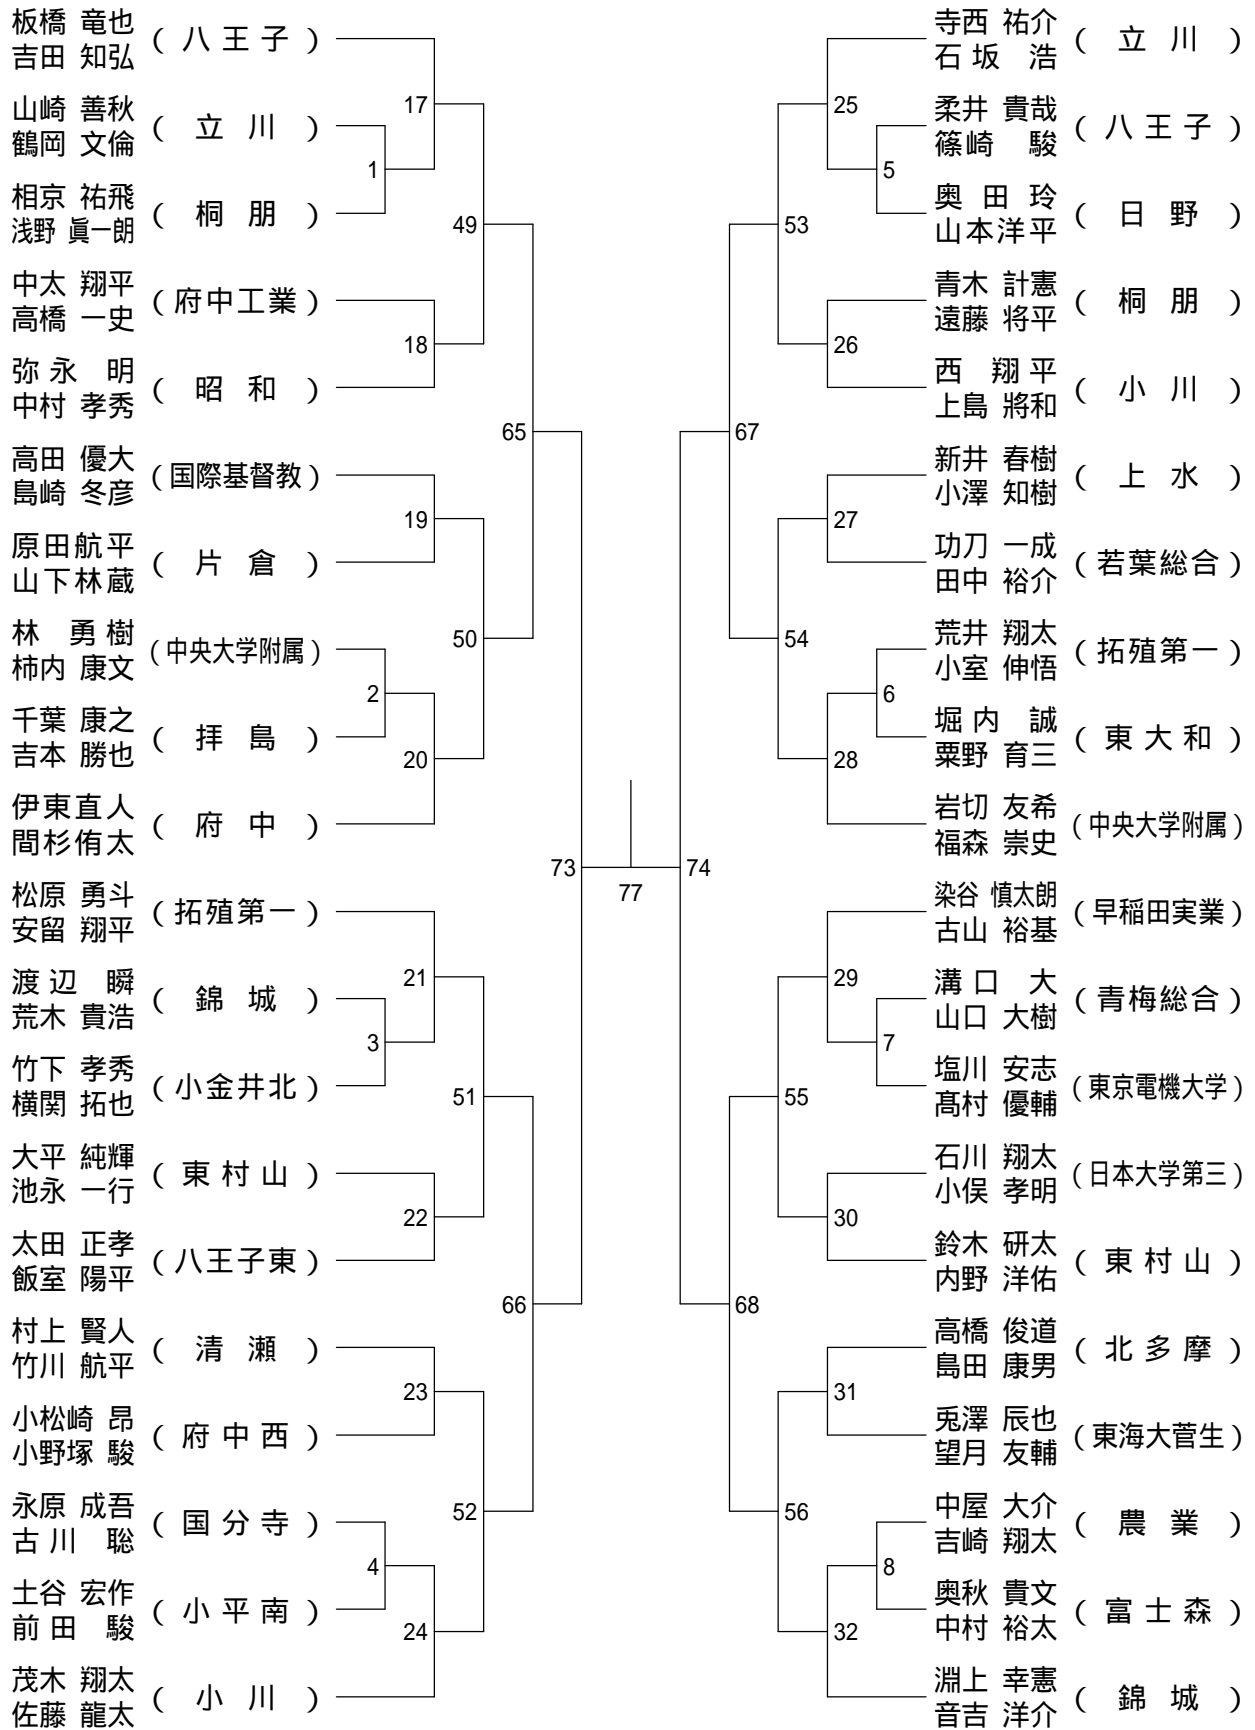 板橋 竜也
吉田 知弘
( 八 王 子 )
山崎 善秋
鶴岡 文倫
( 立 川 )
相京 祐飛
浅野 眞一朗
( 桐 朋 )
中太 翔平
高橋 一史
(府中工業)
弥 永 明
中村 孝秀
( 昭 和 )
高田 優大
島崎 冬彦
(国際基督教)
原田航平
山下林蔵
( 片 倉 )
林 勇 樹
柿内 康文
(中央大学附属)
千葉 康之
吉本 勝也
( 拝 島 )
伊東直人
間杉侑太
( 府 中 )
松原 勇斗
安留 翔平
(拓殖第一)
渡 辺 瞬
荒木 貴浩
( 錦 城 )
竹下 孝秀
横関 拓也
(小金井北)
大平 純輝
池永 一行
( 東 村 山 )
太田 正孝
飯室 陽平
(八王子東)
村上 賢人
竹川 航平
( 清 瀬 )
小松崎 昂
小野塚 駿
( 府 中 西 )
永原 成吾
古 川 聡
( 国 分 寺 )
土谷 宏作
前 田 駿
( 小 平 南 )
茂木 翔太
佐藤 龍太
( 小 川 )
17
1
49
18
65
19
50
2
20
73
21
3
51
22
66
23
52
4
24
77
74
25
5
53
26
67
27
54
6
28
29
7
55
30
68
31
56
8
32
寺西 祐介
石 坂 浩
( 立 川 )
柔井 貴哉
篠崎 駿
( 八 王 子 )
奥 田 玲
山本洋平
( 日 野 )
青木 計憲
遠藤 将平
( 桐 朋 )
西 翔 平
上島 將和
( 小 川 )
新井 春樹
小澤 知樹
( 上 水 )
功刀 一成
田中 裕介
(若葉総合)
荒井 翔太
小室 伸悟
(拓殖第一)
堀 内 誠
粟野 育三
( 東 大 和 )
岩切 友希
福森 崇史
(中央大学附属)
染谷 慎太朗
古山 裕基
(早稲田実業)
溝 口 大
山口 大樹
(青梅総合)
塩川 安志
髙村 優輔
(東京電機大学)
石川 翔太
小俣 孝明
(日本大学第三)
鈴木 研太
内野 洋佑
( 東 村 山 )
高橋 俊道
島田 康男
( 北 多 摩 )
兎澤 辰也
望月 友輔
(東海大菅生)
中屋 大介
吉崎 翔太
( 農 業 )
奥秋 貴文
中村 裕太
( 富 士 森 )
淵上 幸憲
音吉 洋介
( 錦 城 )